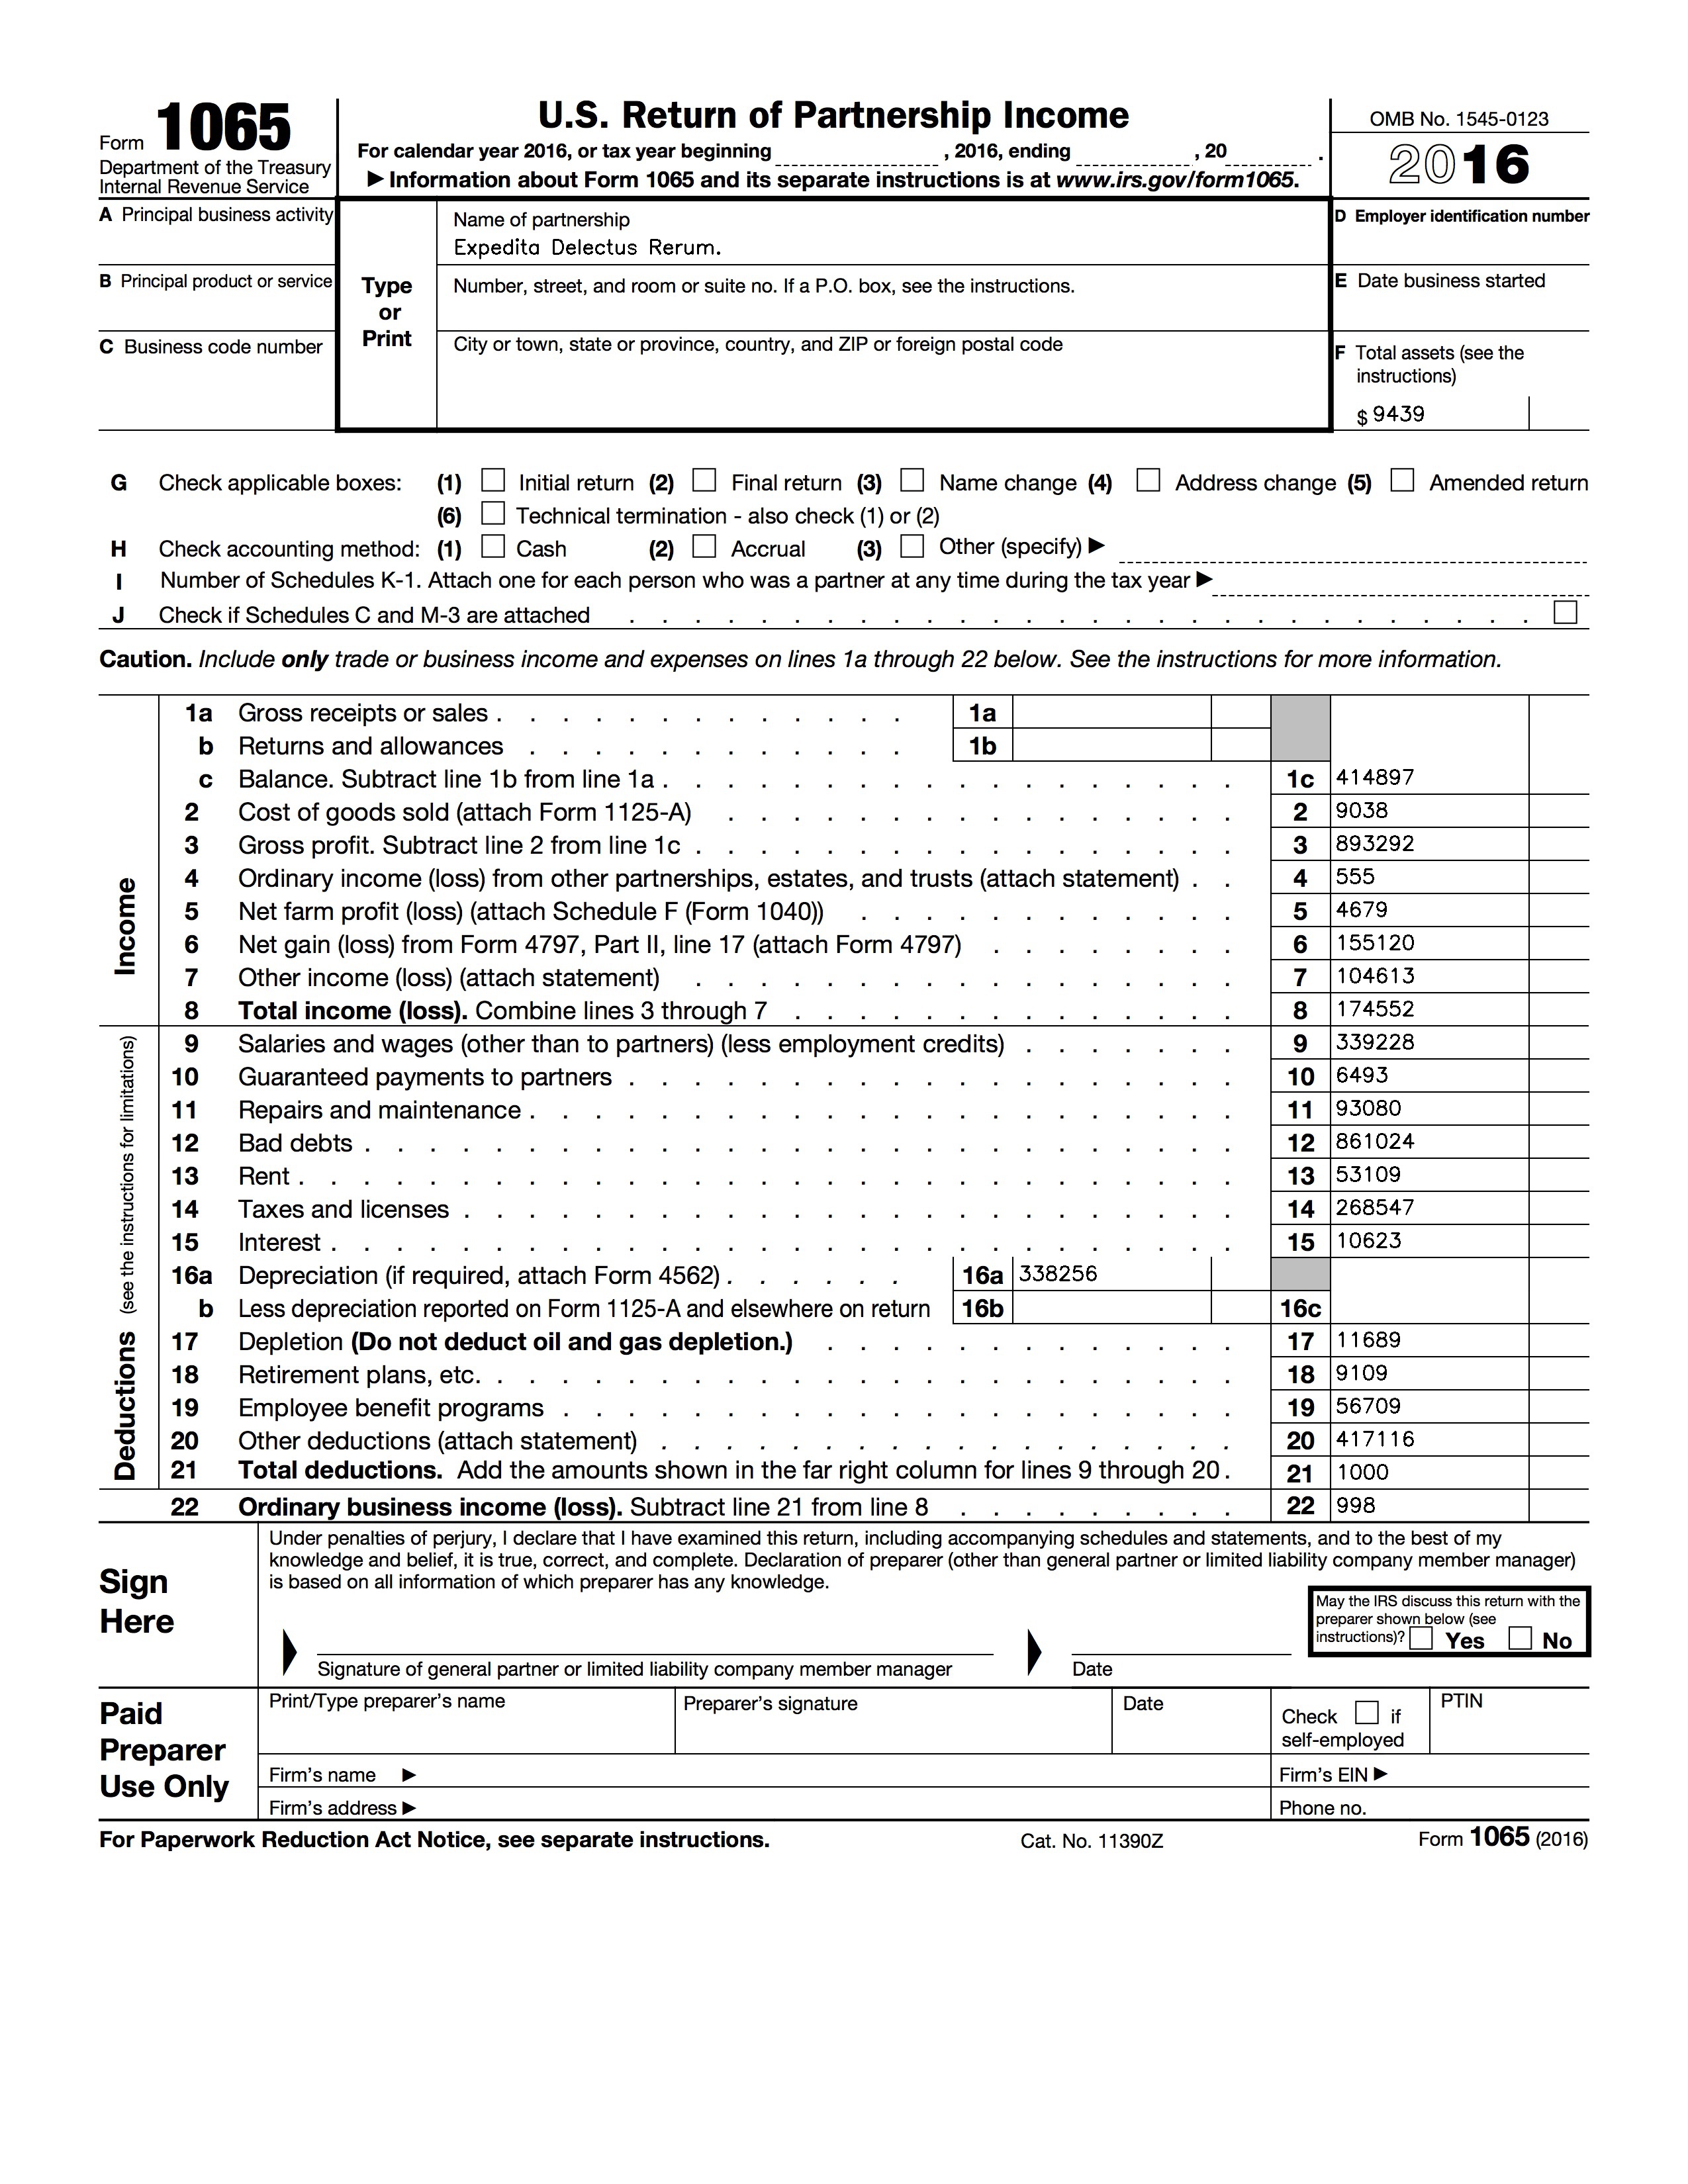 Form 1065
Department of the Treasury
Internal Revenue Service
U.S. Return of Partnership Income
For calendar year 2016, or tax year beginning , 2016, ending , 20 .
▶ Information about Form 1065 and its separate instructions is at www.irs.gov/form1065.
OMB No. 1545-0123
2016
A Principal business activity
B Principal product or service
C Business code number
Type
or
Print
Name of partnership
Expedita Delectus Rerum.
Number, street, and room or suite no. If a P.O. box, see the instructions.
City or town, state or province, country, and ZIP or foreign postal code
D Employer identification number
E Date business started
F Total assets (see the
instructions)
$ 9439
G Check applicable boxes: (1) Initial return (2) Final return (3) Name change (4) Address change (5) Amended return
(6) Technical termination - also check (1) or (2)
H Check accounting method: (1) Cash (2) Accrual (3) Other (specify) ▶
I Number of Schedules K-1. Attach one for each person who was a partner at any time during the tax year ▶
J Check if Schedules C and M-3 are attached
Caution. Include only trade or business income and expenses on lines 1a through 22 below. See the instructions for more information.
Income
1a Gross receipts or sales 1a
b Returns and allowances 1b
c Balance. Subtract line 1b from line 1a 1c 414897
2 Cost of goods sold (attach Form 1125-A) 2 9038
3 Gross profit. Subtract line 2 from line 1c 3 893292
4 Ordinary income (loss) from other partnerships, estates, and trusts (attach statement) 4 555
5 Net farm profit (loss) (attach Schedule F (Form 1040)) 5 4679
6 Net gain (loss) from Form 4797, Part II, line 17 (attach Form 4797) 6 155120
7 Other income (loss) (attach statement) 7 104613
8 Total income (loss). Combine lines 3 through 7 8 174552
Deductions (see the instructions for limitations)
9 Salaries and wages (other than to partners) (less employment credits) 9 339228
10 Guaranteed payments to partners 10 6493
11 Repairs and maintenance 11 93080
12 Bad debts 12 861024
13 Rent 13 53109
14 Taxes and licenses 14 268547
15 Interest 15 10623
16a Depreciation (if required, attach Form 4562) 16a 338256
b Less depreciation reported on Form 1125-A and elsewhere on return 16b 16c
17 Depletion (Do not deduct oil and gas depletion.) 17 11689
18 Retirement plans, etc. 18 9109
19 Employee benefit programs 19 56709
20 Other deductions (attach statement) 20 417116
21 Total deductions. Add the amounts shown in the far right column for lines 9 through 20 21 1000
22 Ordinary business income (loss). Subtract line 21 from line 8 22 998
Sign
Here
Under penalties of perjury, I declare that I have examined this return, including accompanying schedules and statements, and to the best of my
knowledge and belief, it is true, correct, and complete. Declaration of preparer (other than general partner or limited liability company member manager)
is based on all information of which preparer has any knowledge.
May the IRS discuss this return with the
preparer shown below (see
instructions)? Yes No
Signature of general partner or limited liability company member manager
Date
Paid
Preparer
Use Only
Print/Type preparer's name
Preparer's signature
Date
Check if
self-employed
PTIN
Firm's name ▶
Firm's EIN ▶
Firm's address ▶
Phone no.
For Paperwork Reduction Act Notice, see separate instructions.
Cat. No. 11390Z
Form 1065 (2016)